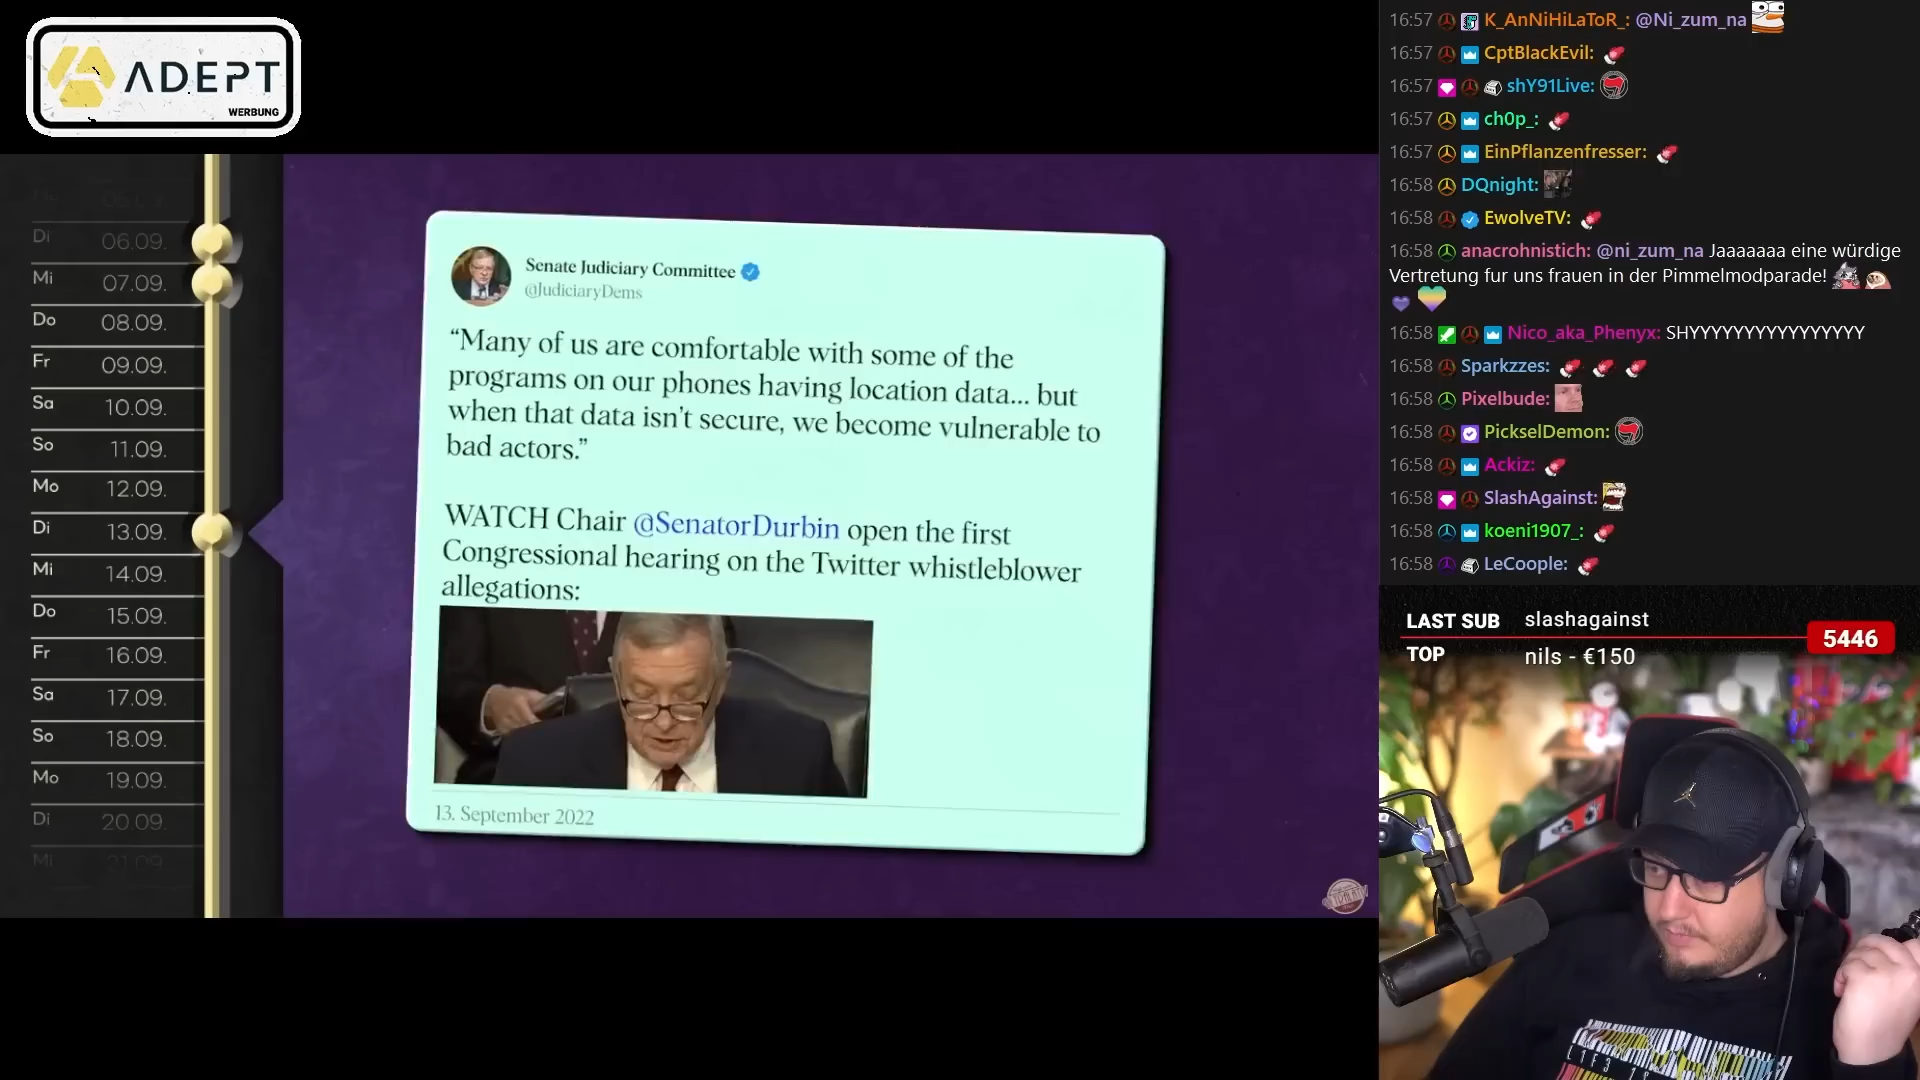 ADEPT
WERBUNG
Di 06.09.
Mi 07.09.
Do 08.09.
Fr 09.09.
Sa 10.09.
So 11.09.
Mo 12.09.
Di 13.09.
Mi 14.09.
Do 15.09.
Fr 16.09.
Sa 17.09.
So 18.09.
Mo 19.09.
Di 20.09.
Mi 21.09.
Senate Judiciary Committee
@JudiciaryDems
“Many of us are comfortable with some of the
programs on our phones having location data... but
when that data isn’t secure, we become vulnerable to
bad actors.”
WATCH Chair @SenatorDurbin open the first
Congressional hearing on the Twitter whistleblower
allegations:
13. September 2022
16:57 K_AnNiHiLaToR_: @Ni_zum_na
16:57 CptBlackEvil:
16:57 shY91Live:
16:57 ch0p_:
16:57 EinPflanzenfresser:
16:58 DQnight:
16:58 EwolveTV:
16:58 anacrohnistich: @ni_zum_na Jaaaaaaa eine würdige
Vertretung fur uns frauen in der Pimmelmodparade!
16:58 Nico_aka_Phenyx: SHYYYYYYYYYYYYYYYY
16:58 Sparkzzes:
16:58 Pixelbude:
16:58 PickselDemon:
16:58 Ackiz:
16:58 SlashAgainst:
16:58 koeni1907_:
16:58 LeCoople:
LAST SUB slashagainst
5446
TOP nils - €150